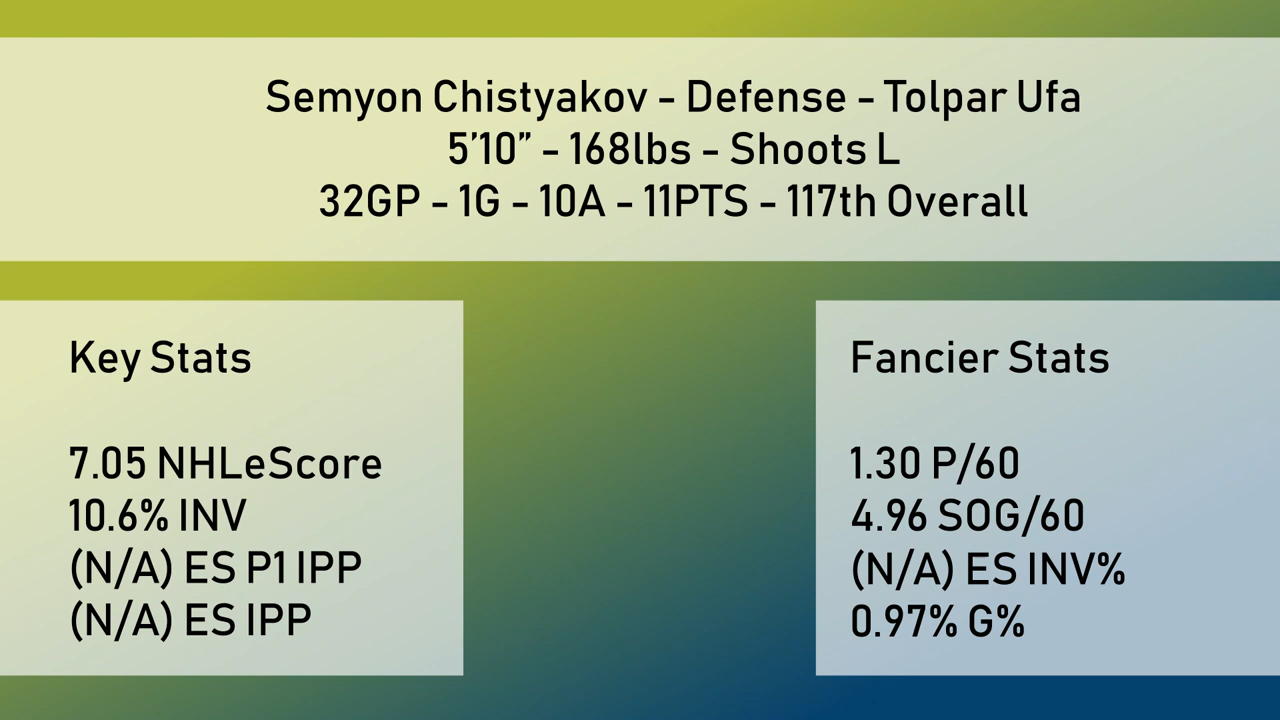 Semyon Chistyakov - Defense - Tolpar Ufa
5’10” - 168lbs - Shoots L
32GP - 1G - 10A - 11PTS - 117th Overall
Key Stats
7.05 NHLeScore
10.6% INV
(N/A) ES P1 IPP
(N/A) ES IPP
Fancier Stats
1.30 P/60
4.96 SOG/60
(N/A) ES INV%
0.97% G%